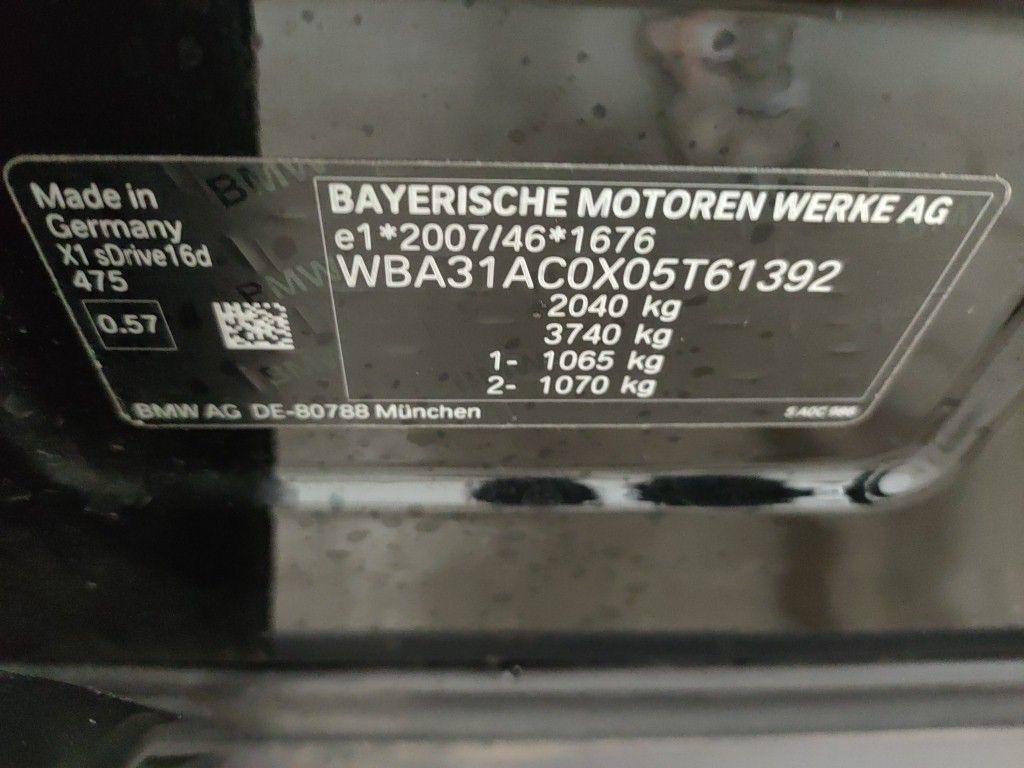 Made in
Germany
X1 sDrive16d
475
0.57
BAYERISCHE MOTOREN WERKE AG
e1*2007/46*1676
WBA31AC0X05T61392
2040 kg
3740 kg
1- 1065 kg
2- 1070 kg
BMW AG DE-80788 München